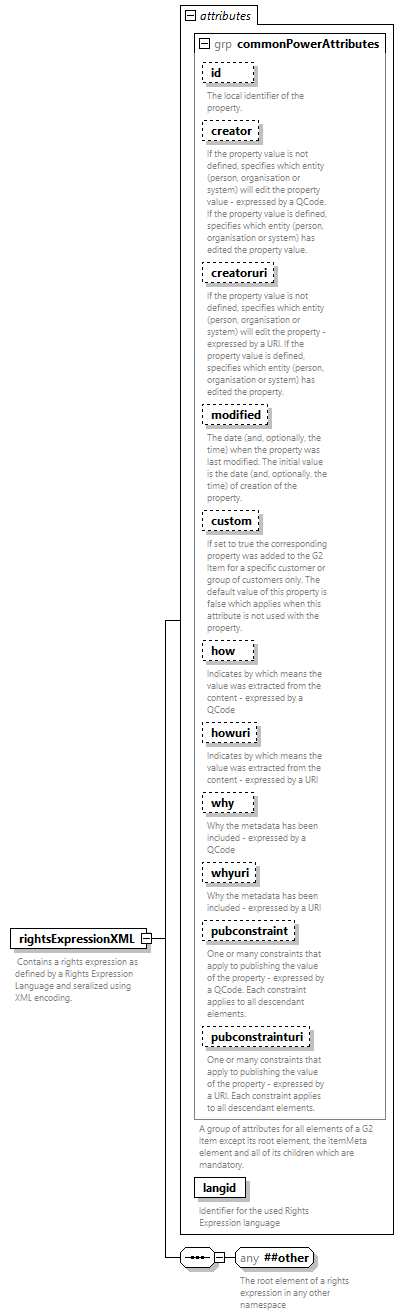 attributes
grp commonPowerAttributes
id
The local identifier of the
property.
creator
If the property value is not
defined, specifies which entity
(person, organisation or
system) will edit the property
value - expressed by a QCode.
If the property value is defined,
specifies which entity (person,
organisation or system) has
edited the property value.
creatoruri
If the property value is not
defined, specifies which entity
(person, organisation or
system) will edit the property -
expressed by a URI. If the
property value is defined,
specifies which entity (person,
organisation or system) has
edited the property.
modified
The date (and, optionally, the
time) when the property was
last modified. The initial value
is the date (and, optionally, the
time) of creation of the
property.
custom
If set to true the corresponding
property was added to the G2
Item for a specific customer or
group of customers only. The
default value of this property is
false which applies when this
attribute is not used with the
property.
how
Indicates by which means the
value was extracted from the
content - expressed by a
QCode
howuri
Indicates by which means the
value was extracted from the
content - expressed by a URI
why
Why the metadata has been
included - expressed by a
QCode
whyuri
Why the metadata has been
included - expressed by a URI
pubconstraint
One or many constraints that
apply to publishing the value
of the property - expressed by
a QCode. Each constraint
applies to all descendant
elements.
pubconstrainturi
One or many constraints that
apply to publishing the value
of the property - expressed by
a URI. Each constraint applies
to all descendant elements.
A group of attributes for all elements of a G2
Item except its root element, the itemMeta
element and all of its children which are
mandatory.
langid
Identifier for the used Rights
Expression language
rightsExpressionXML
Contains a rights expression as
defined by a Rights Expression
Language and seralized using
XML encoding.
any ##other
The root element of a rights
expression in any other
namespace